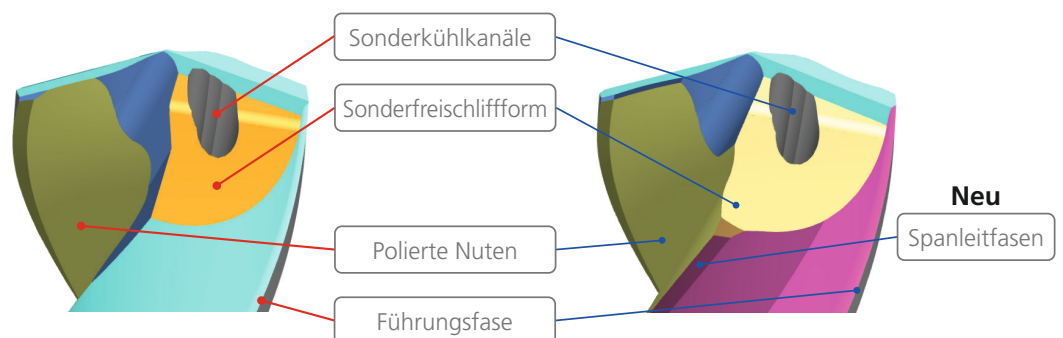 Sonderkühlkanäle
Sonderfreischliffform
Neu
Spanleitfasen
Polierte Nuten
Führungsfase